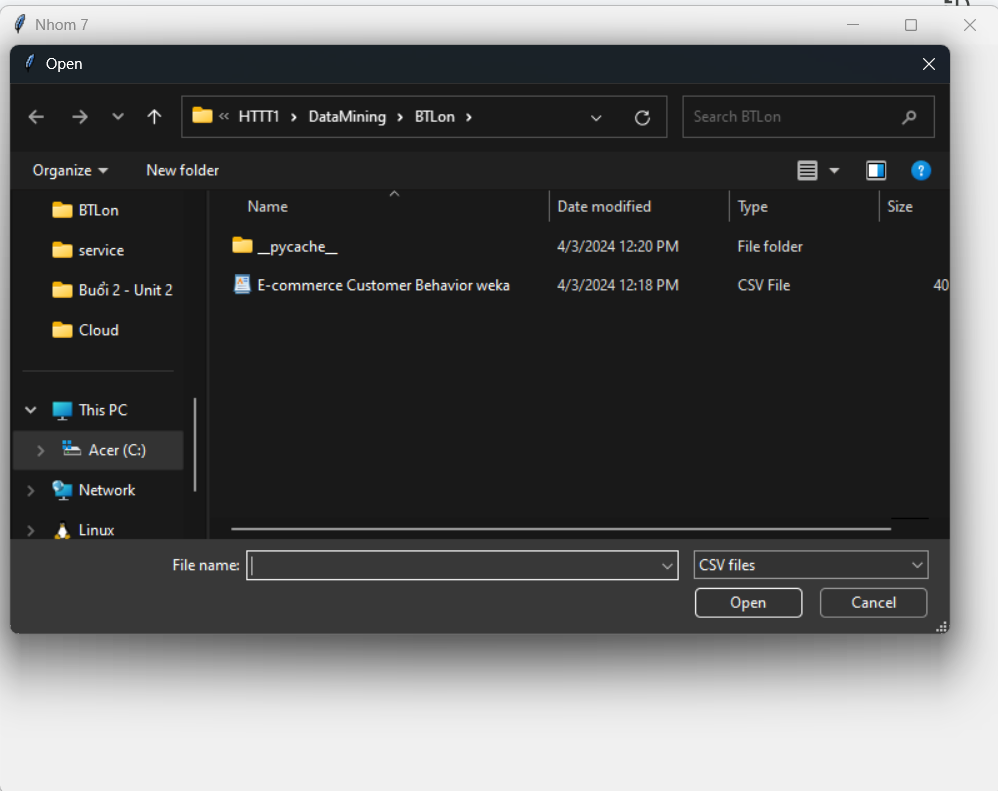 Nhom 7
Open
« HTTT1 › DataMining › BTLon ›
Search BTLon
Organize
New folder
?
BTLon
service
Buổi 2 - Unit 2
Cloud
This PC
Acer (C:)
Network
Linux
Name Date modified Type Size
__pycache__ 4/3/2024 12:20 PM File folder
E-commerce Customer Behavior weka 4/3/2024 12:18 PM CSV File 40
File name:
CSV files
Open
Cancel